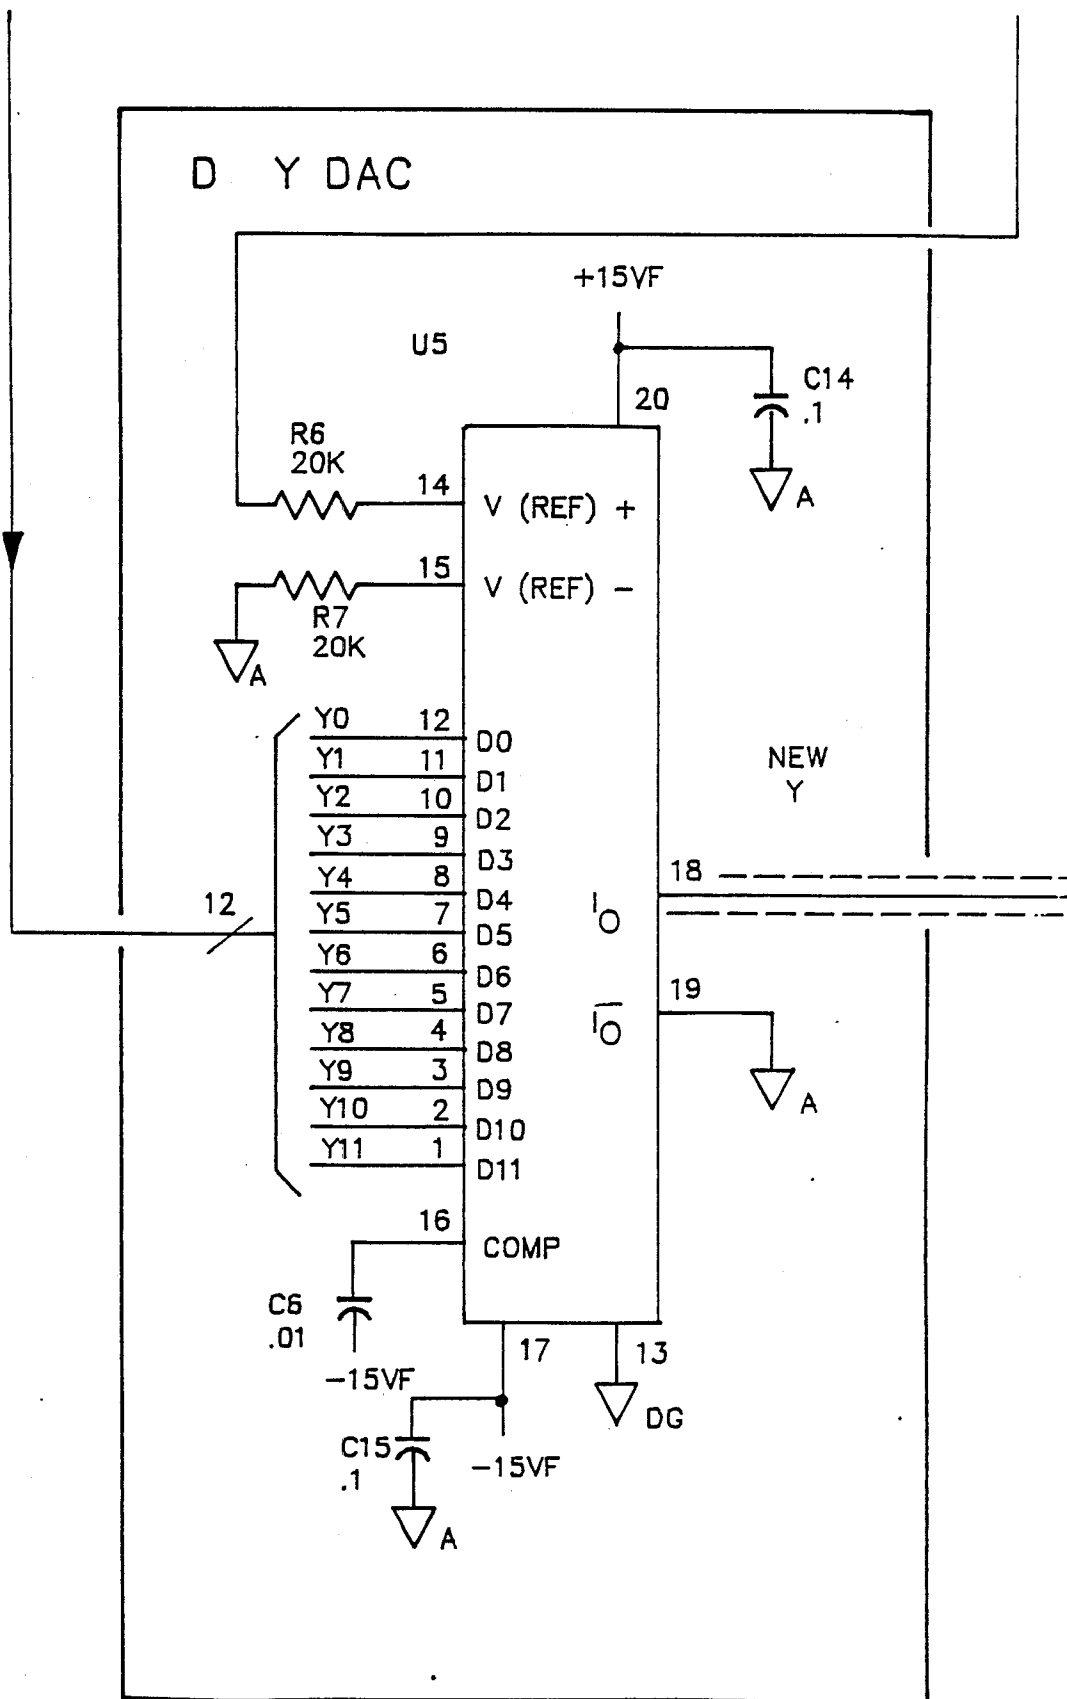 D Y DAC
+15VF
U5
C14
.1
20
A
R6
20K
14
V (REF) +
15
V (REF) -
R7
20K
A
Y0 12 D0
Y1 11 D1
Y2 10 D2
Y3 9 D3
Y4 8 D4
Y5 7 D5
Y6 6 D6
Y7 5 D7
Y8 4 D8
Y9 3 D9
Y10 2 D10
Y11 1 D11
12
NEW
Y
18
IO
19
IO
A
16
COMP
C6
.01
-15VF
17
13
DG
C15
.1
-15VF
A